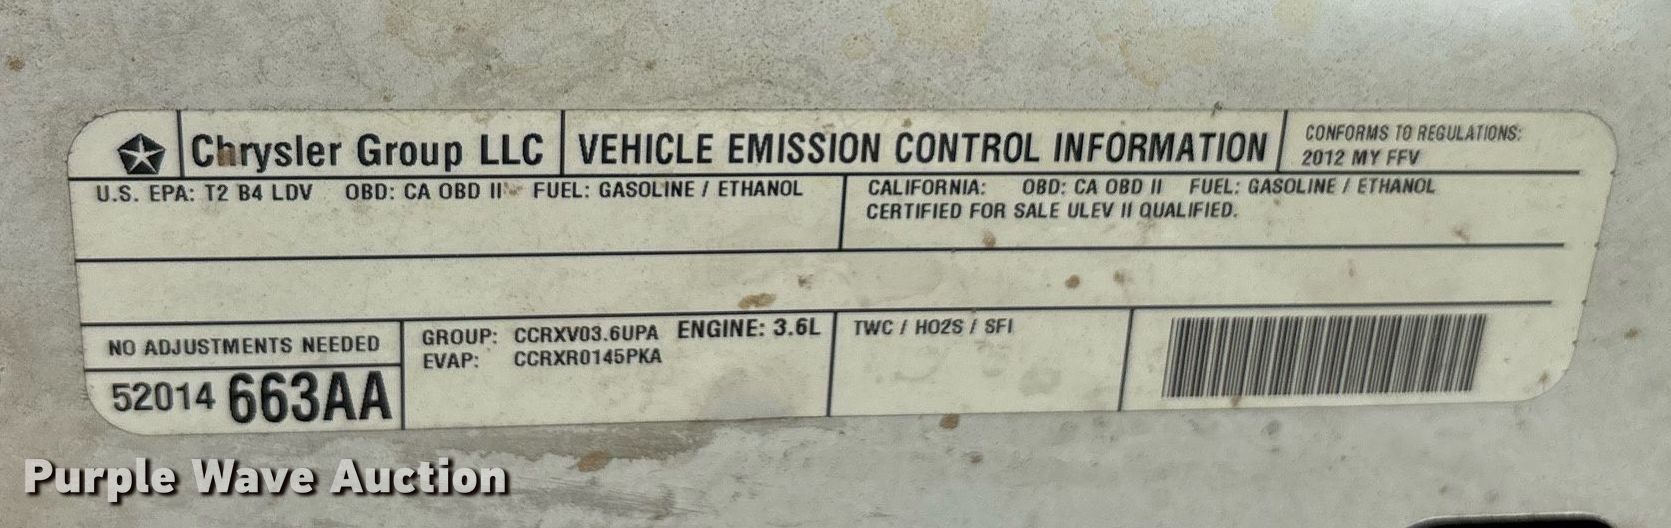 Chrysler Group LLC
VEHICLE EMISSION CONTROL INFORMATION
CONFORMS TO REGULATIONS:
2012 MY FFV
U.S. EPA: T2 B4 LDV OBD: CA OBD II FUEL: GASOLINE / ETHANOL
CALIFORNIA: OBD: CA OBD II FUEL: GASOLINE / ETHANOL
CERTIFIED FOR SALE ULEV II QUALIFIED.
NO ADJUSTMENTS NEEDED
52014 663AA
GROUP: CCRXV03.6UPA ENGINE: 3.6L
EVAP: CCRXR0145PKA
TWC / HO2S / SFI
Purple Wave Auction